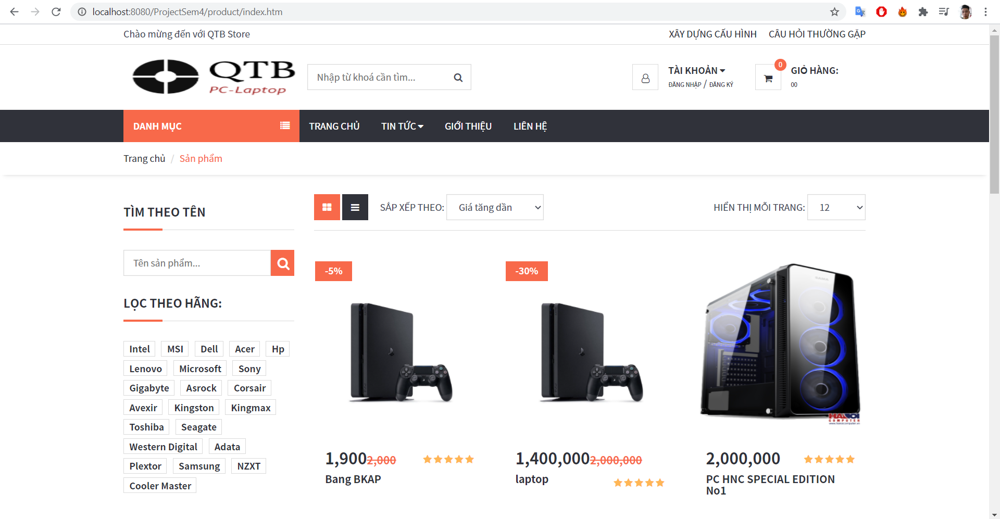 localhost:8080/ProjectSem4/product/index.htm
Chào mừng đến với QTB Store
XÂY DỰNG CẤU HÌNH CÂU HỎI THƯỜNG GẶP
QTB
PC-Laptop
Nhập từ khoá cần tìm...
TÀI KHOẢN
ĐĂNG NHẬP / ĐĂNG KÝ
0
GIỎ HÀNG:
00
DANH MỤC
TRANG CHỦ TIN TỨC GIỚI THIỆU LIÊN HỆ
Trang chủ / Sản phẩm
TÌM THEO TÊN
Tên sản phẩm...
LỌC THEO HÃNG:
Intel MSI Dell Acer Hp
Lenovo Microsoft Sony
Gigabyte Asrock Corsair
Avexir Kingston Kingmax
Toshiba Seagate
Western Digital Adata
Plextor Samsung NZXT
Cooler Master
SẮP XẾP THEO: Giá tăng dần
HIỂN THỊ MỖI TRANG: 12
-5%
1,900 2,000
Bang BKAP
-30%
1,400,000 2,000,000
laptop
SAMA
HANOI
COMPUTER
www.hanoicomputer.vn
2,000,000
PC HNC SPECIAL EDITION
No1